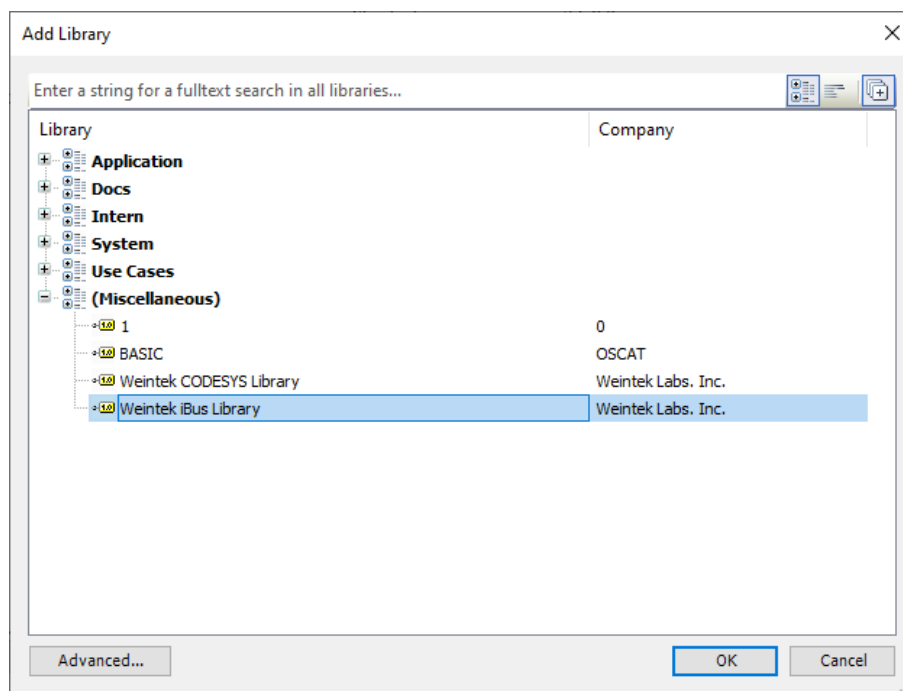 Add Library
Enter a string for a fulltext search in all libraries...
Library Company
Application
Docs
Intern
System
Use Cases
(Miscellaneous)
1 0
BASIC OSCAT
Weintek CODESYS Library Weintek Labs. Inc.
Weintek iBus Library Weintek Labs. Inc.
Advanced... OK Cancel